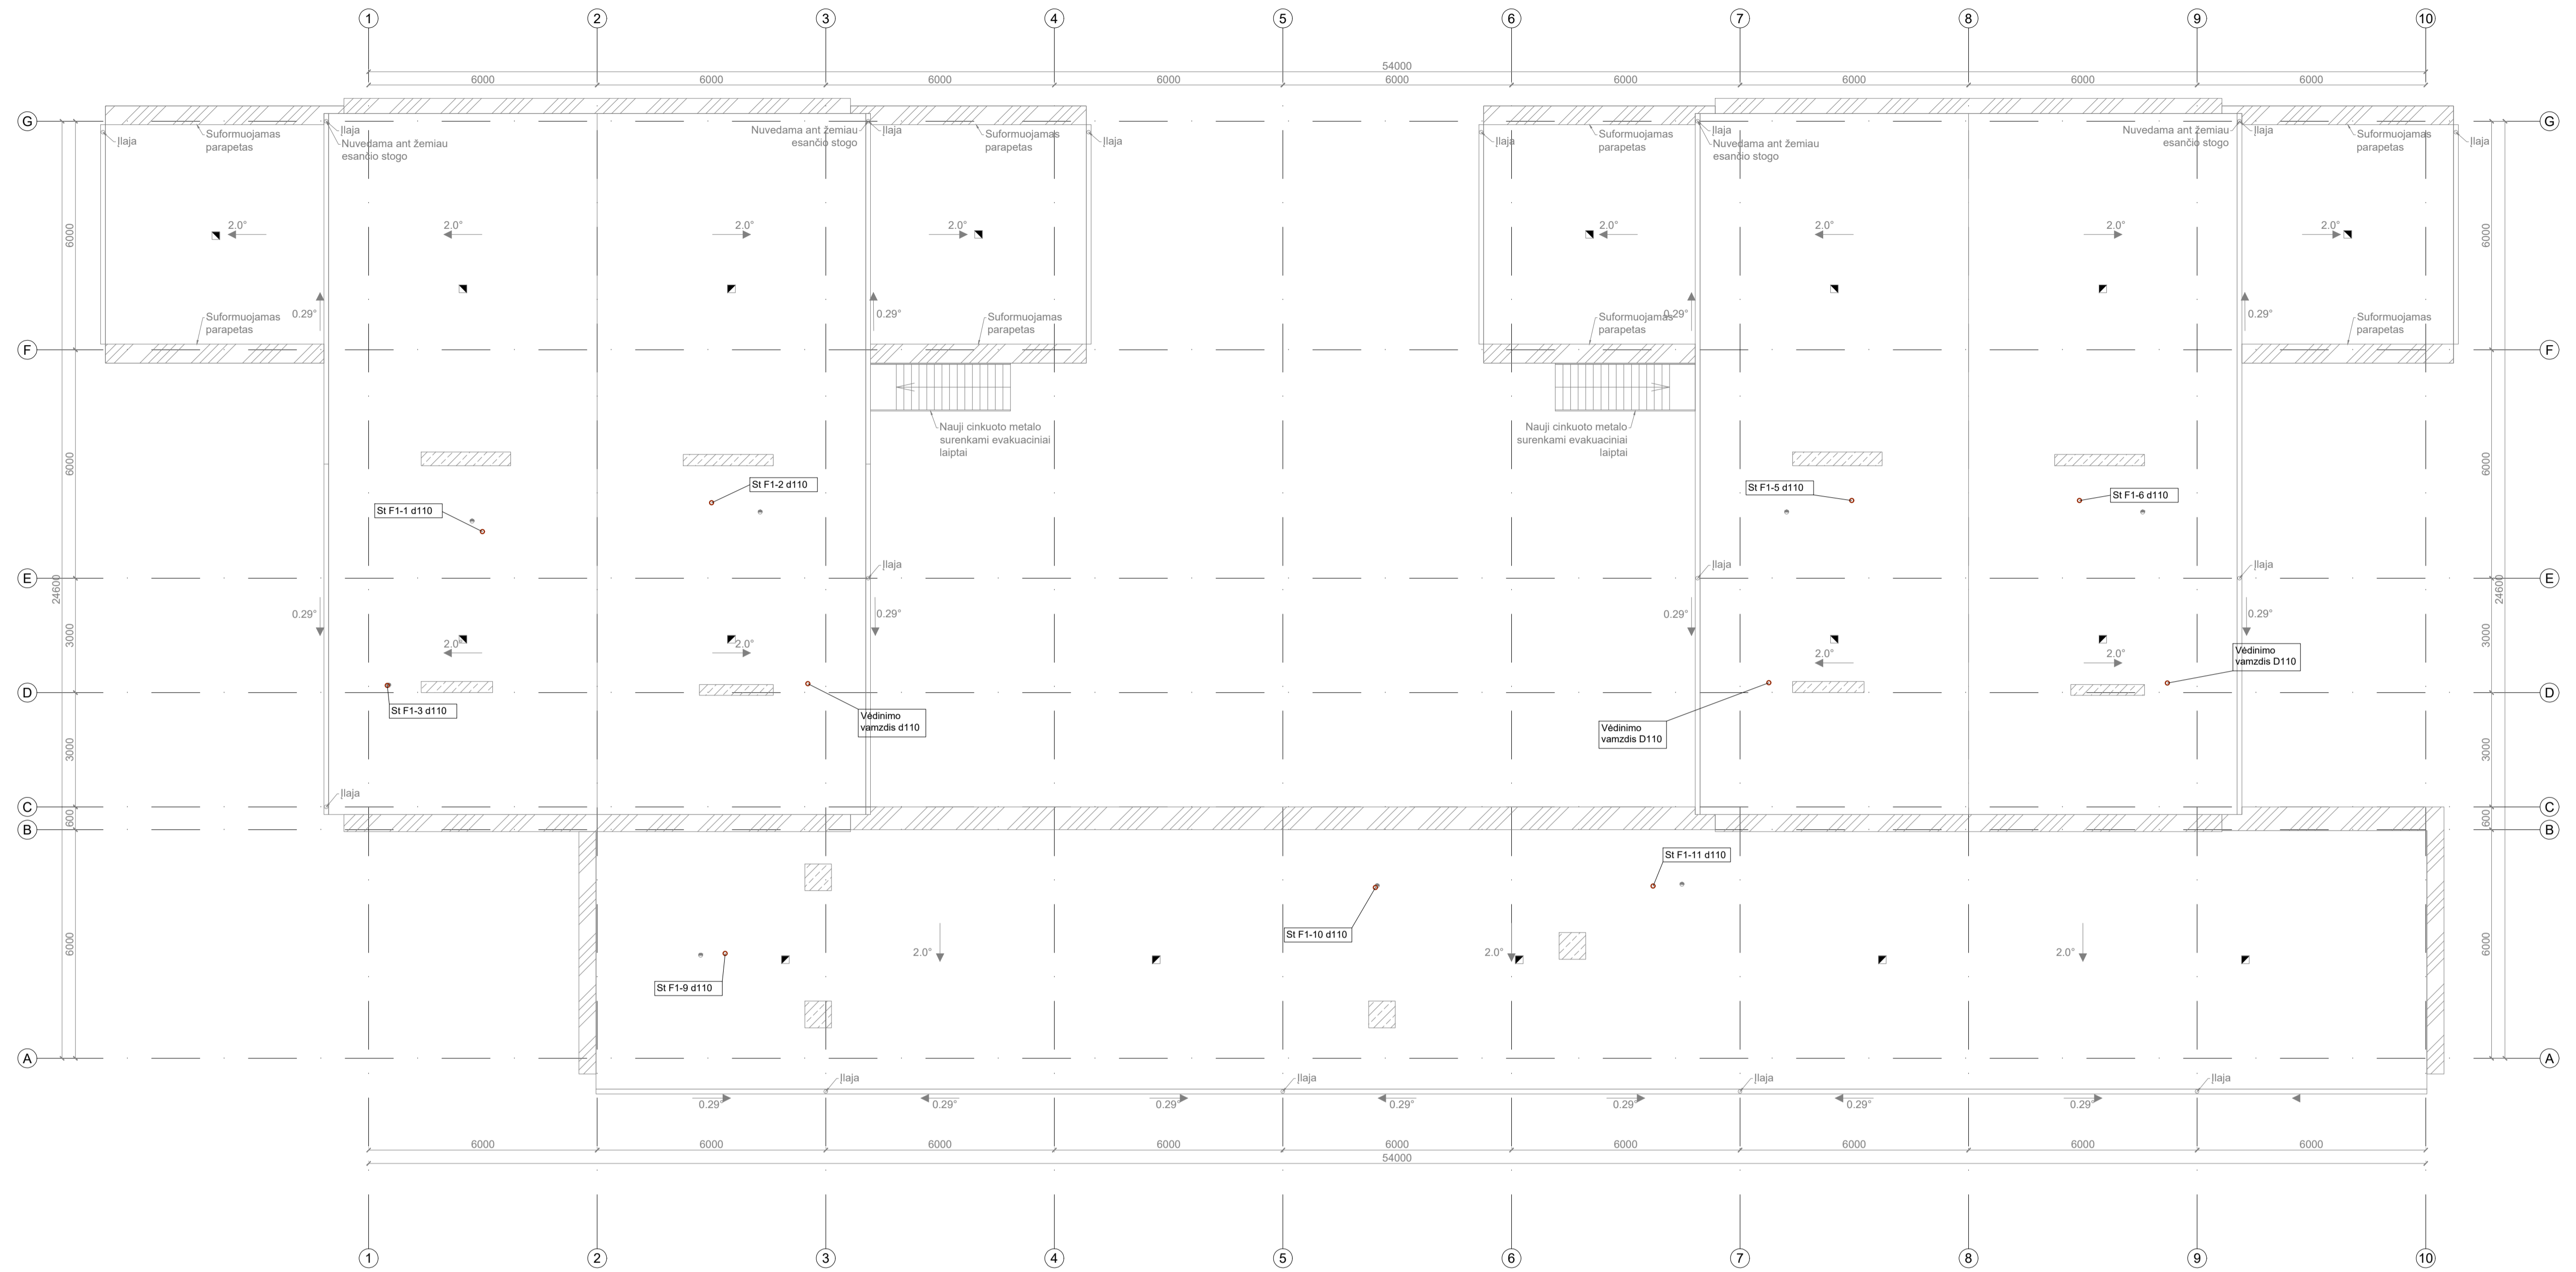 1 2 3 4 5 6 7 8 9 10
54000
6000 6000 6000 6000 6000 6000 6000 6000 6000
G G
Įlaja
Suformuojamas
parapetas
Įlaja
Nuvedama ant žemiau
esančio stogo
Nuvedama ant žemiau
esančio stogo
Įlaja
Suformuojamas
parapetas
Įlaja
Įlaja
Suformuojamas
parapetas
Įlaja
Nuvedama ant žemiau
esančio stogo
Nuvedama ant žemiau
esančio stogo
Įlaja
Suformuojamas
parapetas
Įlaja
6000 6000
2.0° 2.0° 2.0° 2.0° 2.0° 2.0° 2.0° 2.0°
Suformuojamas
parapetas
0.29°
0.29°
Suformuojamas
parapetas
Suformuojamas
parapetas
0.29°
0.29°
Suformuojamas
parapetas
F F
Nauji cinkuoto metalo
surenkami evakuaciniai
laiptai
Nauji cinkuoto metalo
surenkami evakuaciniai
laiptai
6000 6000
St F1-1 d110
St F1-2 d110
St F1-5 d110
St F1-6 d110
Įlaja
Įlaja
Įlaja
E E
24600 24600
0.29° 0.29° 0.29° 0.29°
3000 3000
2.0° 2.0° 2.0° 2.0°
Vėdinimo
vamzdis D110
D D
St F1-3 d110
Vėdinimo
vamzdis d110
Vėdinimo
vamzdis D110
3000 3000
Įlaja
C C
600 600
B B
St F1-11 d110
St F1-10 d110
6000 6000
2.0° 2.0° 2.0°
St F1-9 d110
A A
Įlaja Įlaja Įlaja Įlaja
0.29° 0.29° 0.29° 0.29° 0.29° 0.29° 0.29°
6000 6000 6000 6000 6000 6000 6000 6000 6000
54000
1 2 3 4 5 6 7 8 9 10